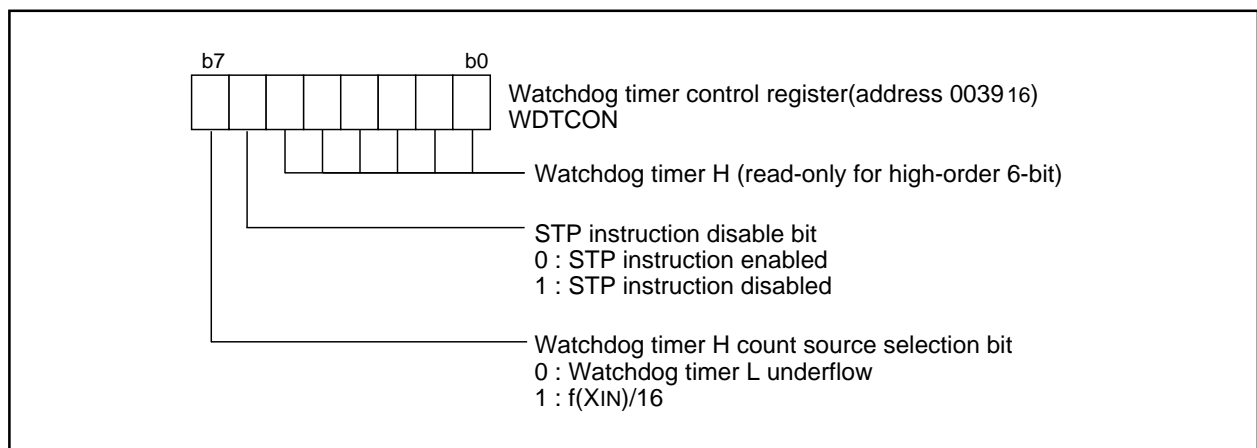 b7 b0
Watchdog timer control register(address 003916)
WDTCON
Watchdog timer H (read-only for high-order 6-bit)
STP instruction disable bit
0 : STP instruction enabled
1 : STP instruction disabled
Watchdog timer H count source selection bit
0 : Watchdog timer L underflow
1 : f(XIN)/16